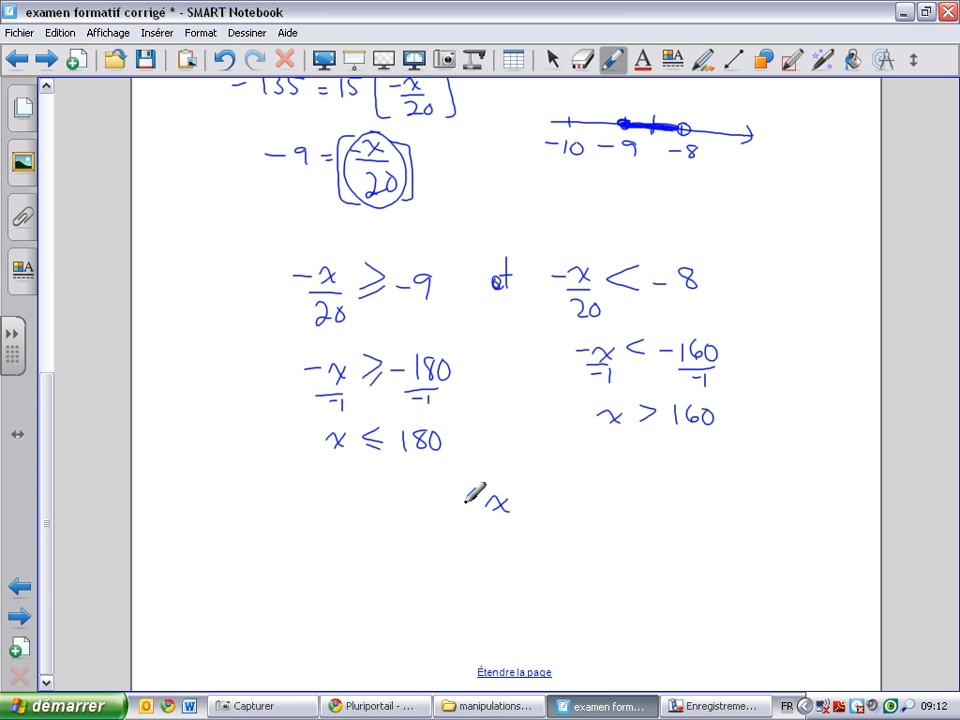 examen formatif corrigé * - SMART Notebook
Fichier Edition Affichage Insérer Format Dessiner Aide
- 135 = 15 [ -x/20 ]
-9 = [ -x/20 ]
-10 -9 -8
-x/20 ≥ -9 et -x/20 < -8
-x/-1 ≥ -180/-1 -x/-1 < -160/-1
x ≤ 180 x > 160
x
Étendre la page
démarrer Capturer Pluriportail - ... manipulations... examen form... Enregistreme... FR 09:12